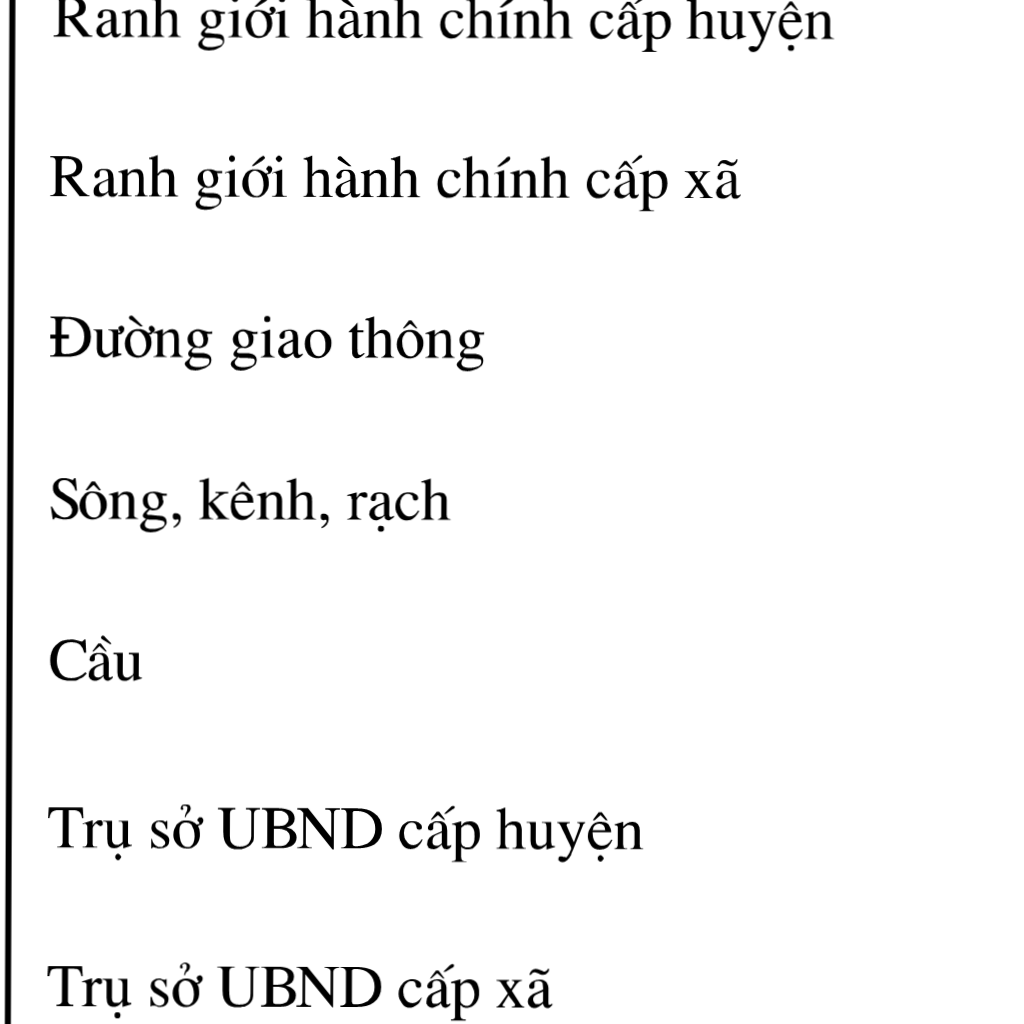 Ranh giới hành chính cấp huyện
Ranh giới hành chính cấp xã
Đường giao thông
Sông, kênh, rạch
Cầu
Trụ sở UBND cấp huyện
Trụ sở UBND cấp xã